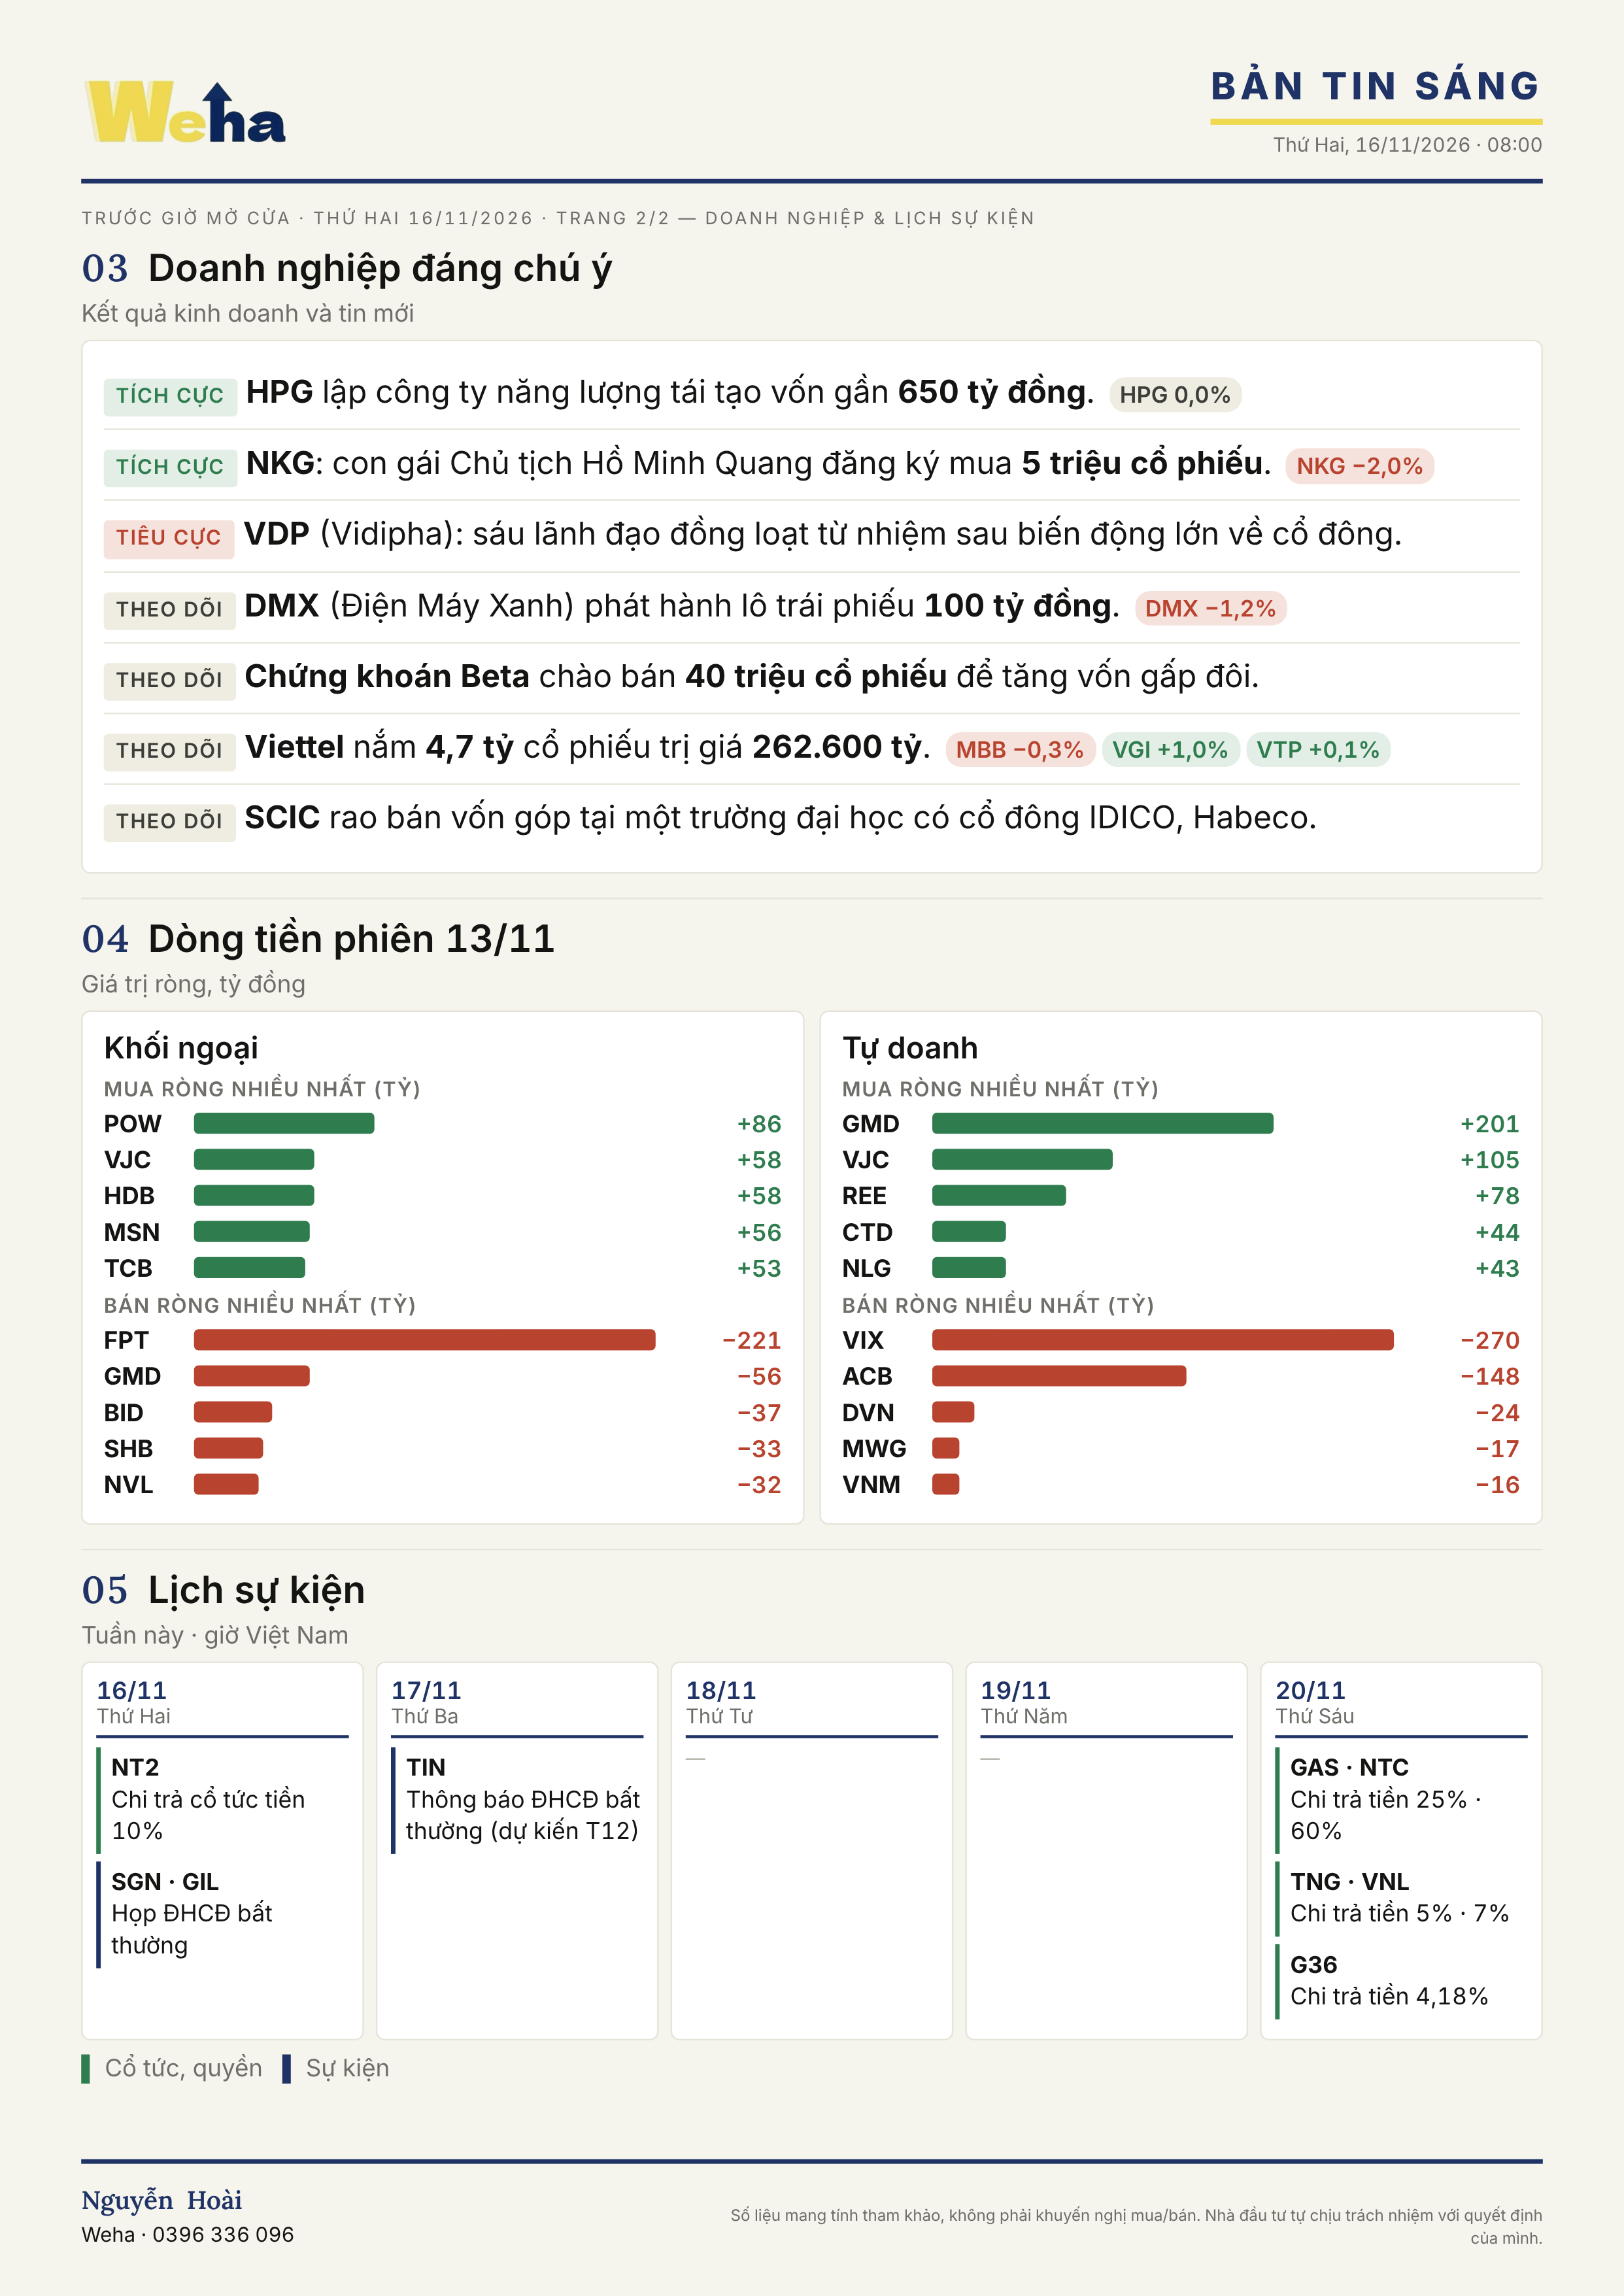 Weha
BẢN TIN SÁNG
Thứ Hai, 16/11/2026 · 08:00
TRƯỚC GIỜ MỞ CỬA · THỨ HAI 16/11/2026 · TRANG 2/2 — DOANH NGHIỆP & LỊCH SỰ KIỆN
03 Doanh nghiệp đáng chú ý
Kết quả kinh doanh và tin mới
TÍCH CỰC HPG lập công ty năng lượng tái tạo vốn gần 650 tỷ đồng. HPG 0,0%
TÍCH CỰC NKG: con gái Chủ tịch Hồ Minh Quang đăng ký mua 5 triệu cổ phiếu. NKG −2,0%
TIÊU CỰC VDP (Vidipha): sáu lãnh đạo đồng loạt từ nhiệm sau biến động lớn về cổ đông.
THEO DÕI DMX (Điện Máy Xanh) phát hành lô trái phiếu 100 tỷ đồng. DMX −1,2%
THEO DÕI Chứng khoán Beta chào bán 40 triệu cổ phiếu để tăng vốn gấp đôi.
THEO DÕI Viettel nắm 4,7 tỷ cổ phiếu trị giá 262.600 tỷ. MBB −0,3% VGI +1,0% VTP +0,1%
THEO DÕI SCIC rao bán vốn góp tại một trường đại học có cổ đông IDICO, Habeco.
04 Dòng tiền phiên 13/11
Giá trị ròng, tỷ đồng
Khối ngoại
MUA RÒNG NHIỀU NHẤT (TỶ)
POW +86
VJC +58
HDB +58
MSN +56
TCB +53
BÁN RÒNG NHIỀU NHẤT (TỶ)
FPT −221
GMD −56
BID −37
SHB −33
NVL −32
Tự doanh
MUA RÒNG NHIỀU NHẤT (TỶ)
GMD +201
VJC +105
REE +78
CTD +44
NLG +43
BÁN RÒNG NHIỀU NHẤT (TỶ)
VIX −270
ACB −148
DVN −24
MWG −17
VNM −16
05 Lịch sự kiện
Tuần này · giờ Việt Nam
16/11
Thứ Hai
NT2
Chi trả cổ tức tiền
10%
SGN · GIL
Họp ĐHCĐ bất
thường
17/11
Thứ Ba
TIN
Thông báo ĐHCĐ bất
thường (dự kiến T12)
18/11
Thứ Tư
—
19/11
Thứ Năm
—
20/11
Thứ Sáu
GAS · NTC
Chi trả tiền 25% ·
60%
TNG · VNL
Chi trả tiền 5% · 7%
G36
Chi trả tiền 4,18%
Cổ tức, quyền Sự kiện
Nguyễn Hoài
Weha · 0396 336 096
Số liệu mang tính tham khảo, không phải khuyến nghị mua/bán. Nhà đầu tư tự chịu trách nhiệm với quyết định
của mình.